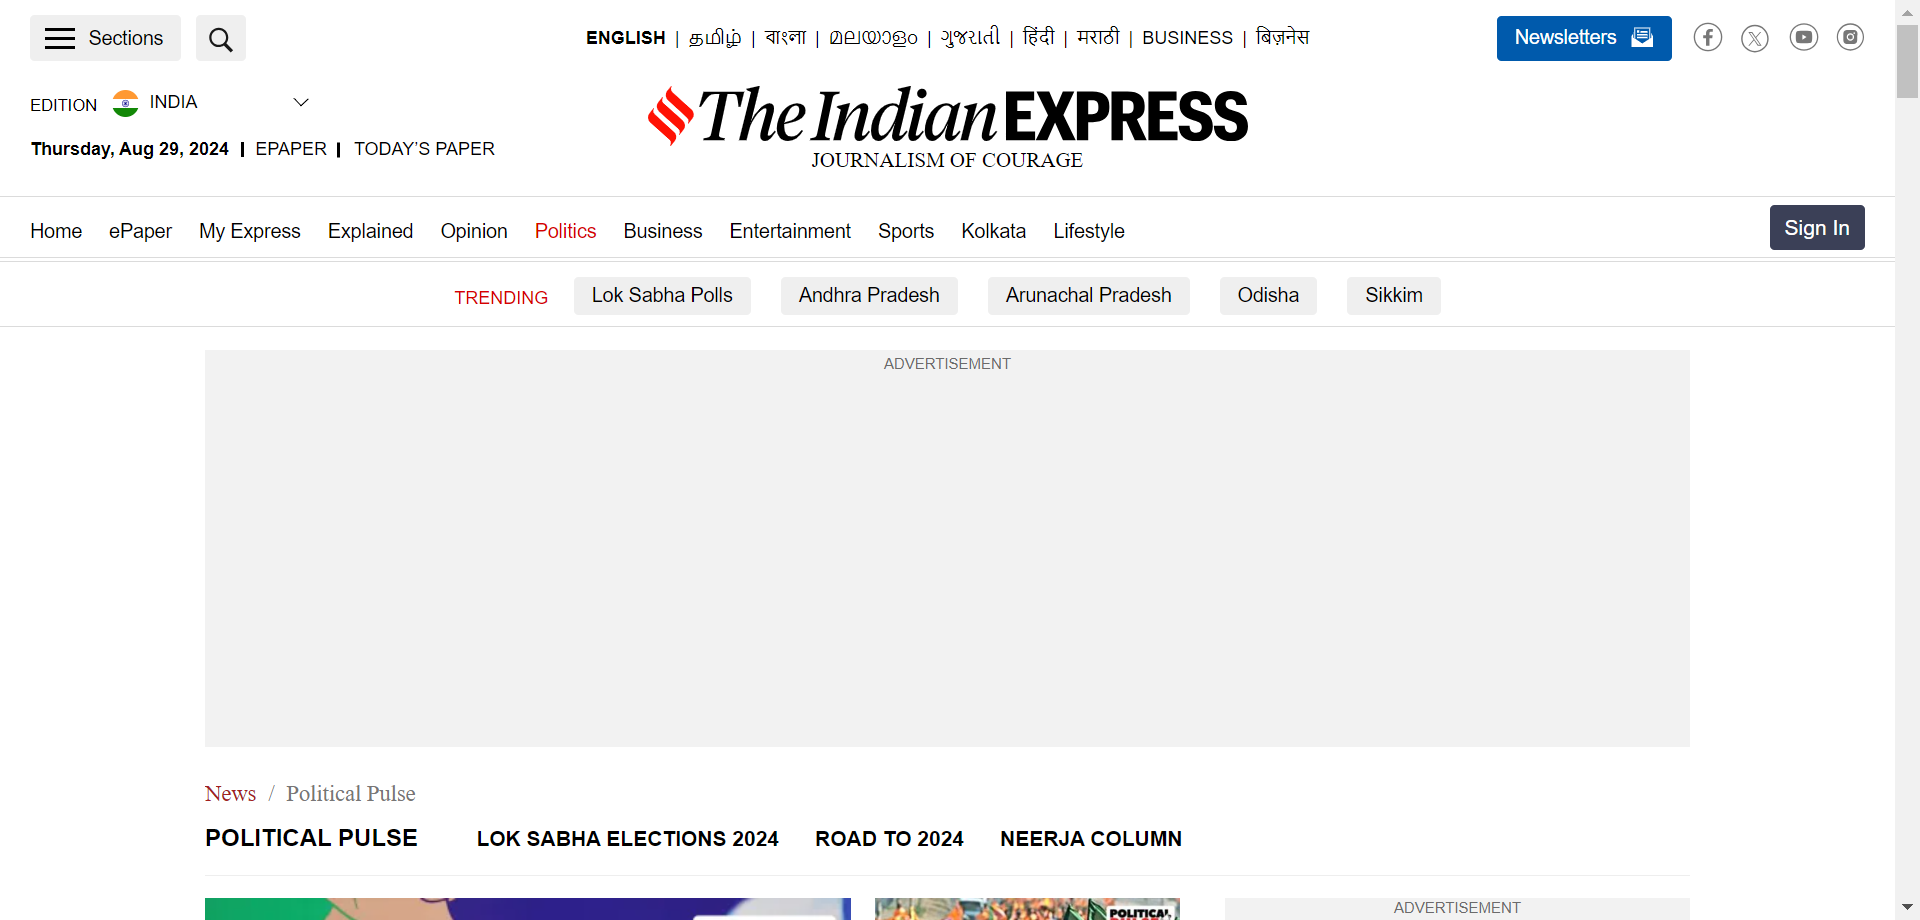 Sections
ENGLISH | தமிழ் | বাংলা | മലയാളം | ગુજરાતી | हिंदी | मराठी | BUSINESS | बिज़नेस
Newsletters
EDITION INDIA
The Indian EXPRESS
JOURNALISM OF COURAGE
Thursday, Aug 29, 2024 | EPAPER | TODAY'S PAPER
Home ePaper My Express Explained Opinion Politics Business Entertainment Sports Kolkata Lifestyle
Sign In
TRENDING Lok Sabha Polls Andhra Pradesh Arunachal Pradesh Odisha Sikkim
ADVERTISEMENT
News / Political Pulse
POLITICAL PULSE LOK SABHA ELECTIONS 2024 ROAD TO 2024 NEERJA COLUMN
POLITICAL
ADVERTISEMENT